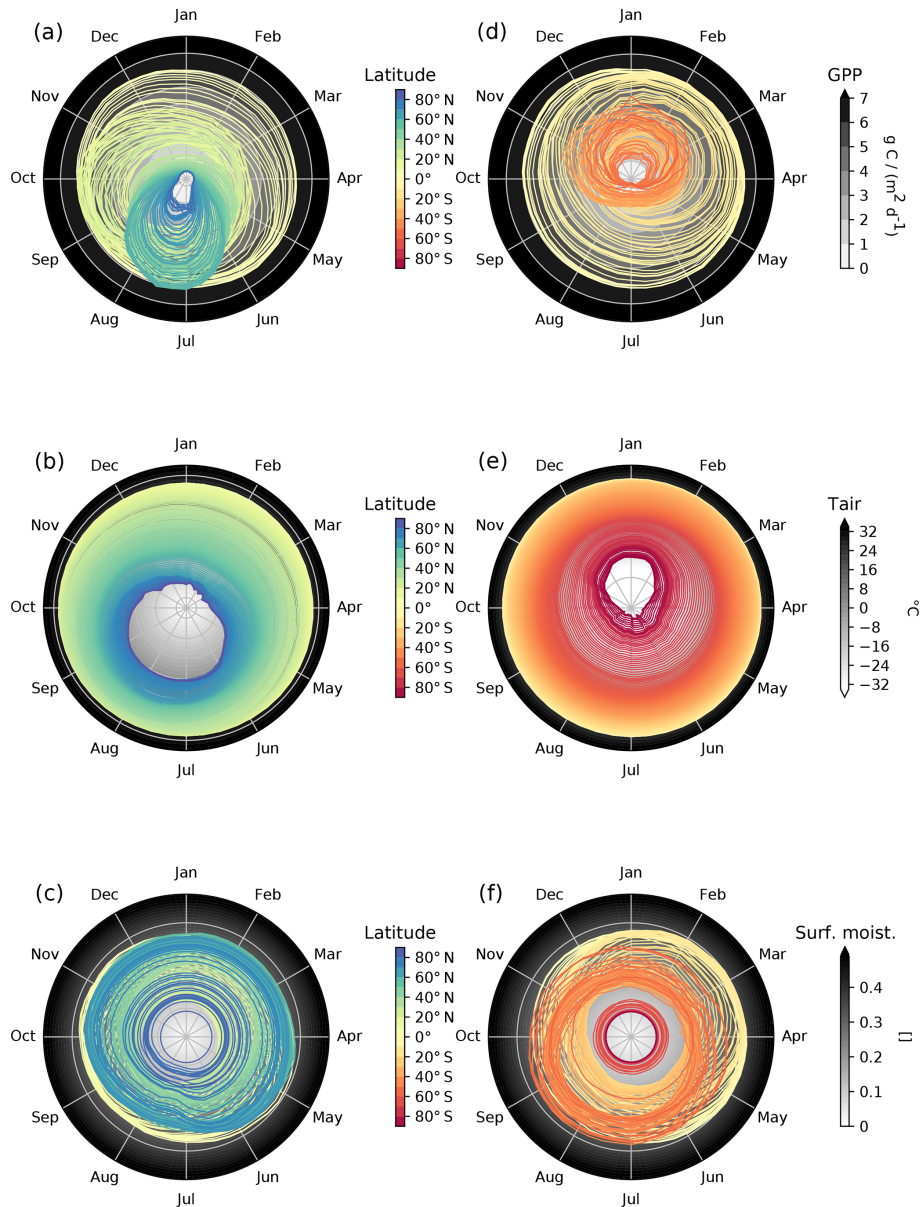 (a)
Jan
Feb
Mar
Apr
May
Jun
Jul
Aug
Sep
Oct
Nov
Dec
Latitude
80° N
60° N
40° N
20° N
0°
20° S
40° S
60° S
80° S
(d)
Jan
Feb
Mar
Apr
May
Jun
Jul
Aug
Sep
Oct
Nov
Dec
GPP
7
6
5
4
3
2
1
0
g C / (m² d⁻¹)
(b)
Jan
Feb
Mar
Apr
May
Jun
Jul
Aug
Sep
Oct
Nov
Dec
Latitude
80° N
60° N
40° N
20° N
0°
20° S
40° S
60° S
80° S
(e)
Jan
Feb
Mar
Apr
May
Jun
Jul
Aug
Sep
Oct
Nov
Dec
Tair
32
24
16
8
0
−8
−16
−24
−32
°C
(c)
Jan
Feb
Mar
Apr
May
Jun
Jul
Aug
Sep
Oct
Nov
Dec
Latitude
80° N
60° N
40° N
20° N
0°
20° S
40° S
60° S
80° S
(f)
Jan
Feb
Mar
Apr
May
Jun
Jul
Aug
Sep
Oct
Nov
Dec
Surf. moist.
0.4
0.3
0.2
0.1
0
[]